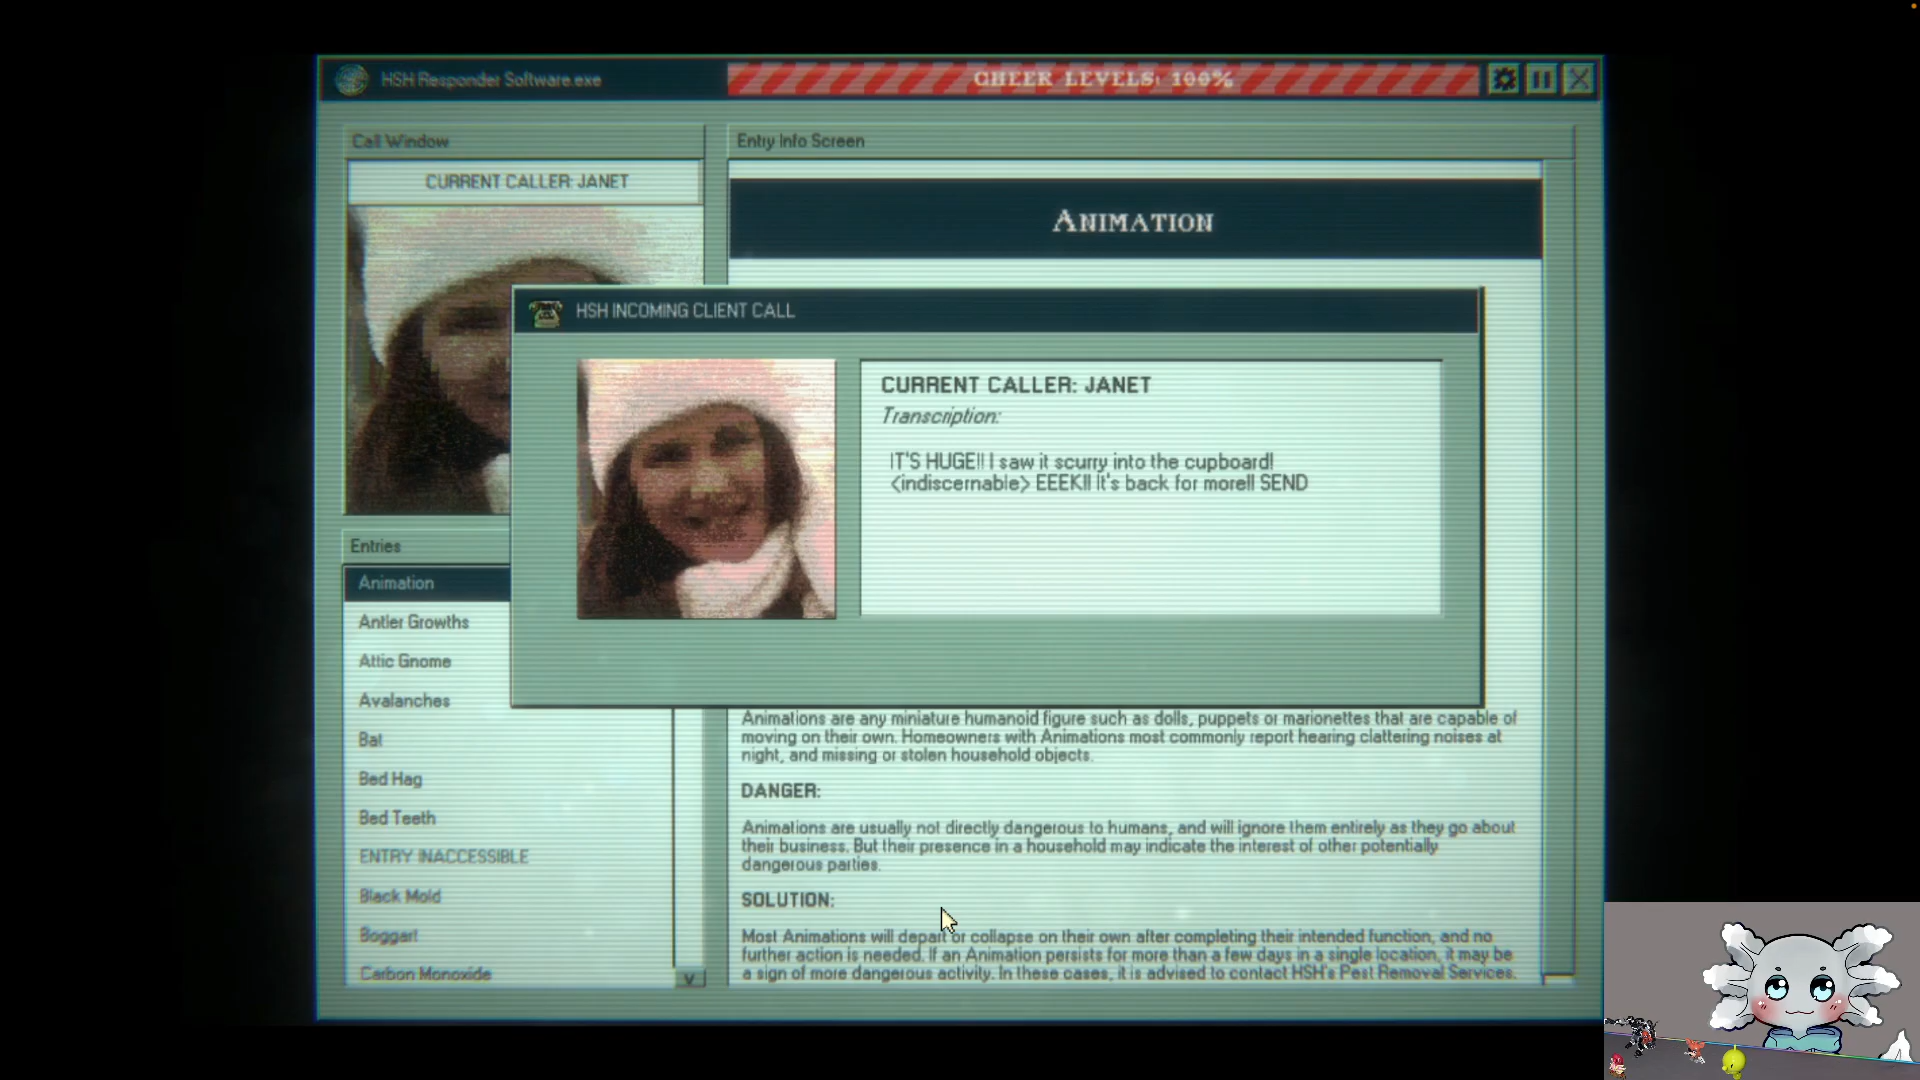 HSH Responder Software.exe
CHEER LEVELS: 100%
Call Window
CURRENT CALLER: JANET
Entry Info Screen
ANIMATION
HSH INCOMING CLIENT CALL
CURRENT CALLER: JANET
Transcription:
IT'S HUGE!! I saw it scurry into the cupboard!
<indiscernable> EEEK!! It's back for more!! SEND
Entries
Animation
Antler Growths
Attic Gnome
Avalanches
Bat
Bed Hag
Bed Teeth
ENTRY INACCESSIBLE
Black Mold
Boggart
Carbon Monoxide
Animations are any miniature humanoid figure such as dolls, puppets or marionettes that are capable of
moving on their own. Homeowners with Animations most commonly report hearing clattering noises at
night, and missing or stolen household objects.
DANGER:
Animations are usually not directly dangerous to humans, and will ignore them entirely as they go about
their business. But their presence in a household may indicate the interest of other potentially
dangerous parties.
SOLUTION:
Most Animations will depart or collapse on their own after completing their intended function, and no
further action is needed. If an Animation persists for more than a few days in a single location, it may be
a sign of more dangerous activity. In these cases, it is advised to contact HSH's Pest Removal Services.